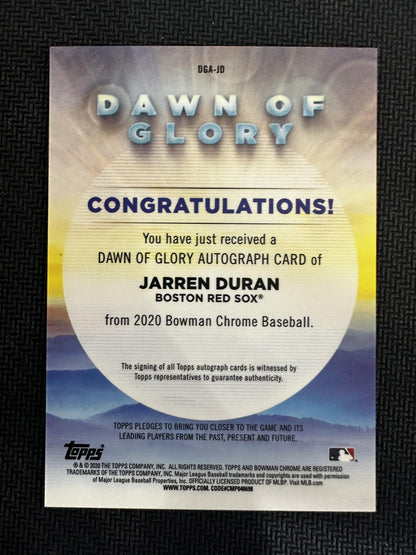 DGA-JD
DAWN OF
GLORY
CONGRATULATIONS!
You have just received a
DAWN OF GLORY AUTOGRAPH CARD of
JARREN DURAN
BOSTON RED SOX®
from 2020 Bowman Chrome Baseball.
The signing of all Topps autograph cards is witnessed by
Topps representatives to guarantee authenticity.
TOPPS PLEDGES TO BRING YOU CLOSER TO THE GAME AND ITS
LEADING PLAYERS FROM THE PAST, PRESENT AND FUTURE.
topps
® & © 2020 THE TOPPS COMPANY, INC. ALL RIGHTS RESERVED. TOPPS AND BOWMAN CHROME ARE REGISTERED
TRADEMARKS OF THE TOPPS COMPANY, INC. Major League Baseball trademarks and copyrights are used with permission
of Major League Baseball Properties, Inc. OFFICIALLY LICENSED PRODUCT OF MLBP. Visit MLB.com
WWW.TOPPS.COM. CODE#CMP040698